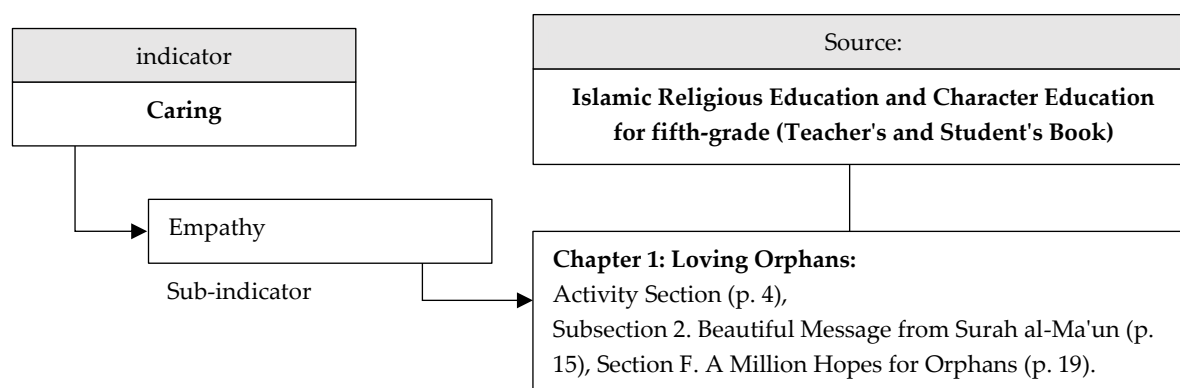 indicator
Caring
Source:
Islamic Religious Education and Character Education
for fifth-grade (Teacher's and Student's Book)
Empathy
Sub-indicator
Chapter 1: Loving Orphans:
Activity Section (p. 4),
Subsection 2. Beautiful Message from Surah al-Ma'un (p.
15), Section F. A Million Hopes for Orphans (p. 19).